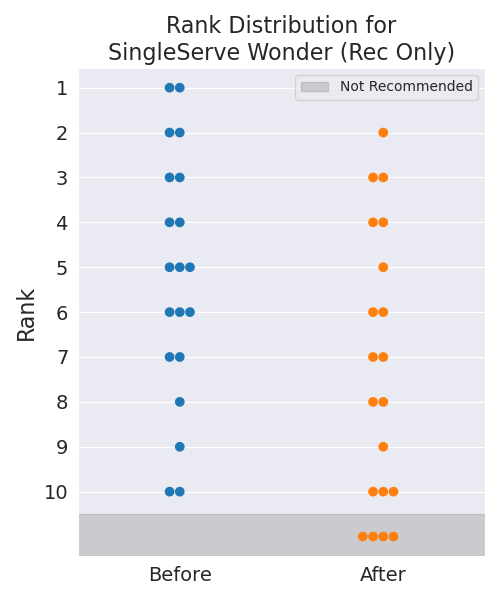 Rank Distribution for
SingleServe Wonder (Rec Only)
Not Recommended
Rank
1
2
3
4
5
6
7
8
9
10
Before
After